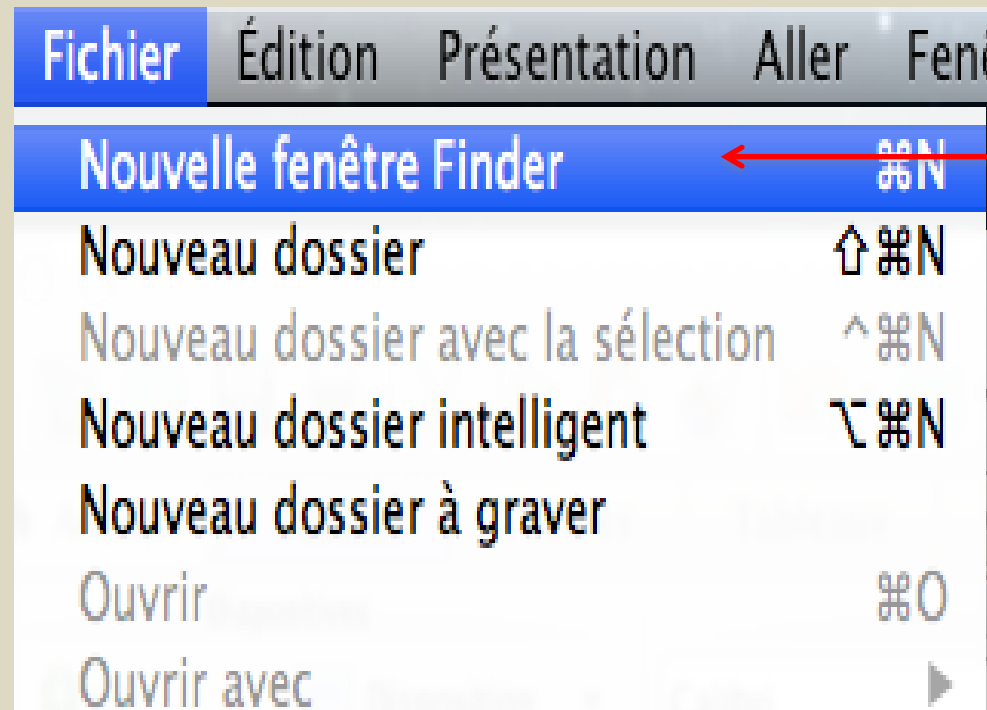 Fichier Édition Présentation Aller Fenê
Nouvelle fenêtre Finder ⌘N
Nouveau dossier ⇧⌘N
Nouveau dossier avec la sélection ^⌘N
Nouveau dossier intelligent ⌥⌘N
Nouveau dossier à graver
Ouvrir ⌘O
Ouvrir avec ▶